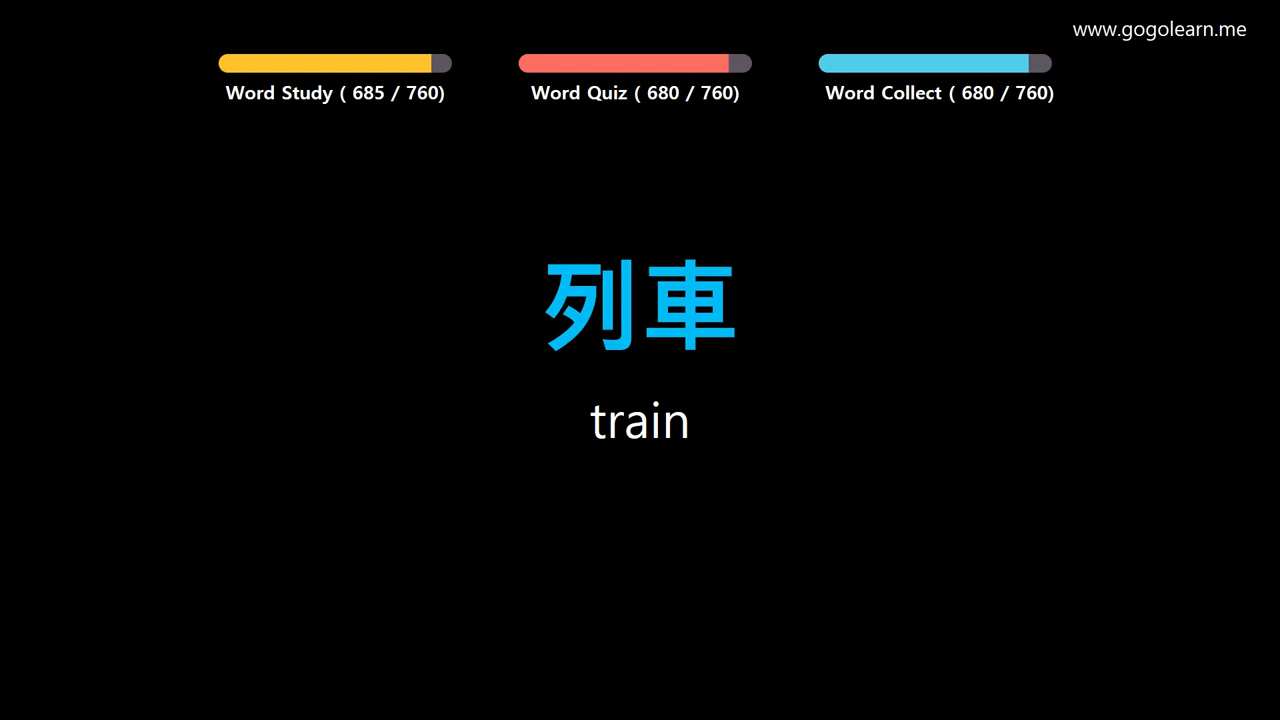 www.gogolearn.me
Word Study ( 685 / 760)
Word Quiz ( 680 / 760)
Word Collect ( 680 / 760)
列車
train